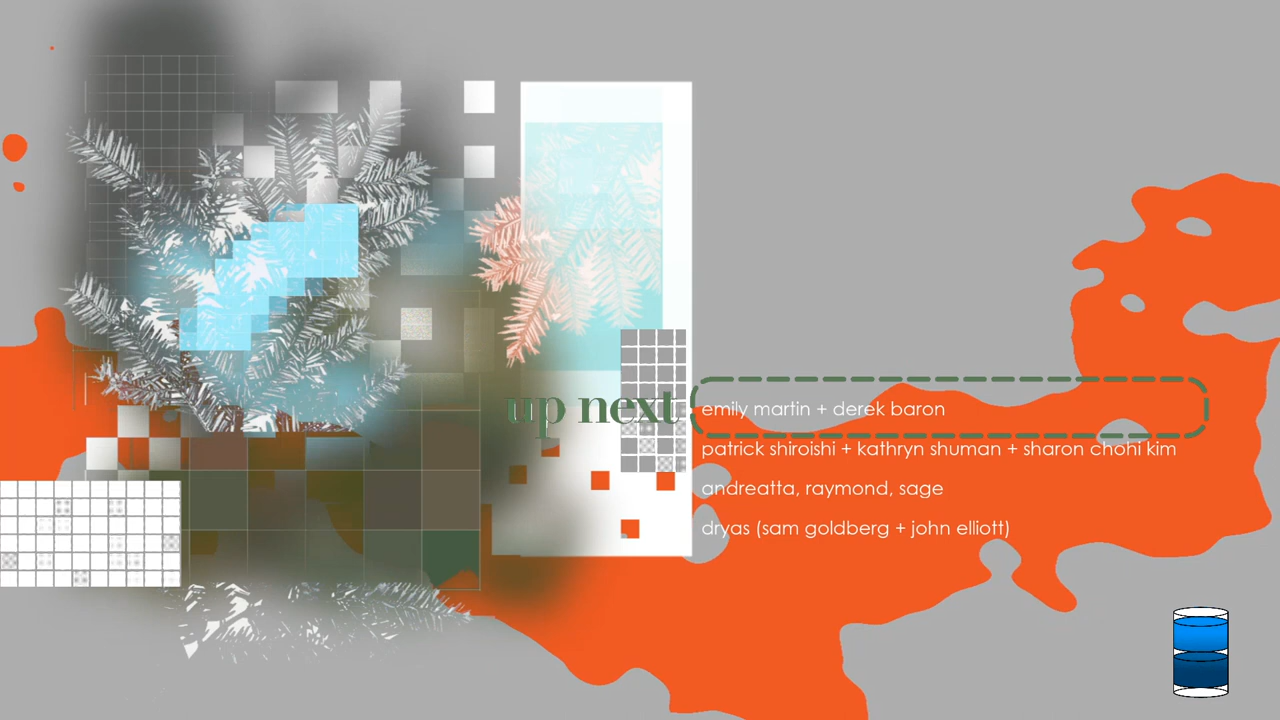 up next
emily martin + derek baron
patrick shiroishi + kathryn shuman + sharon chohi kim
andreatta, raymond, sage
dryas (sam goldberg + john elliott)